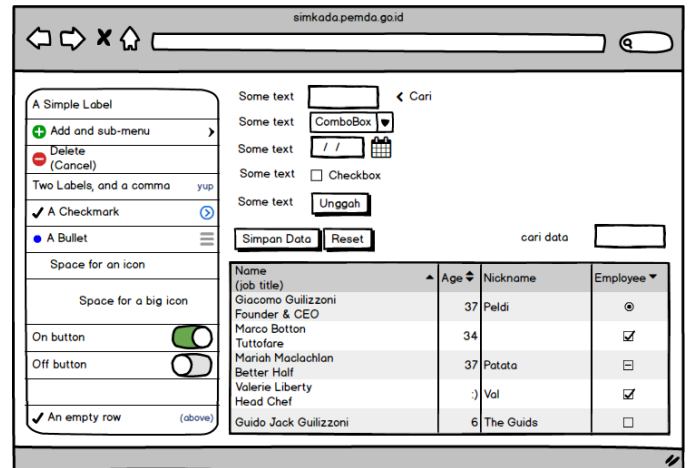 simkada.pemda.go.id
A Simple Label
Add and sub-menu
Delete
(Cancel)
Two Labels, and a comma yup
A Checkmark
A Bullet
Space for an icon
Space for a big icon
On button
Off button
An empty row (above)
Some text Cari
Some text ComboBox
Some text / /
Some text Checkbox
Some text Unggah
Simpan Data Reset cari data
Name
(job title) Age Nickname Employee
Giacomo Guilizzoni
Founder & CEO 37 Peldi
Marco Botton
Tuttofare 34
Mariah Maclachlan
Better Half 37 Patata
Valerie Liberty
Head Chef :) Val
Guido Jack Guilizzoni 6 The Guids